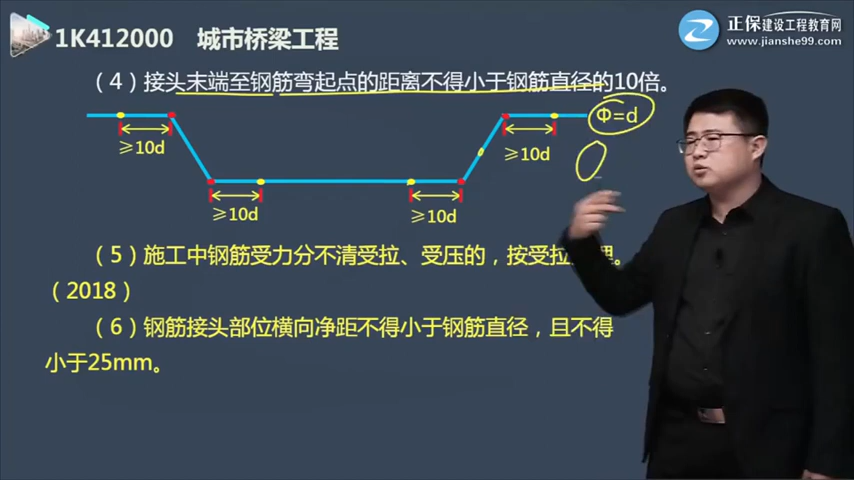 1K412000 城市桥梁工程
正保建设工程教育网
www.jianshe99.com
（4）接头末端至钢筋弯起点的距离不得小于钢筋直径的10倍。
Φ=d
≥10d
≥10d
≥10d
≥10d
（5）施工中钢筋受力分不清受拉、受压的，按受拉理。
（2018）
（6）钢筋接头部位横向净距不得小于钢筋直径，且不得
小于25mm。